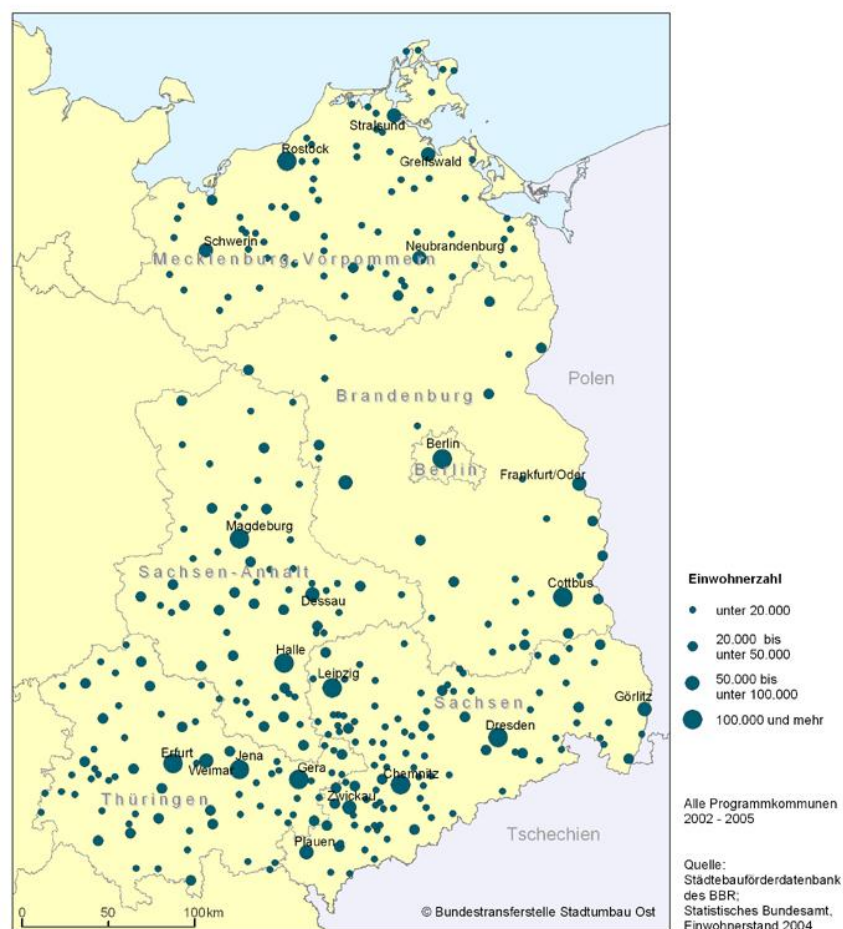 Stralsund
Rostock
Greifswald
Schwerin
Neubrandenburg
Mecklenburg-Vorpommern
Polen
Brandenburg
Berlin
Berlin
Frankfurt/Oder
Magdeburg
Sachsen-Anhalt
Dessau
Cottbus
Halle
Leipzig
Sachsen
Görlitz
Dresden
Erfurt
Weimar
Jena
Gera
Chemnitz
Thüringen
Zwickau
Plauen
Tschechien
0 50 100km
© Bundestransferstelle Stadtumbau Ost
Einwohnerzahl
unter 20.000
20.000 bis
unter 50.000
50.000 bis
unter 100.000
100.000 und mehr
Alle Programmkommunen
2002 - 2005
Quelle:
Städtebauförderdatenbank
des BBR;
Statistisches Bundesamt,
Einwohnerstand 2004